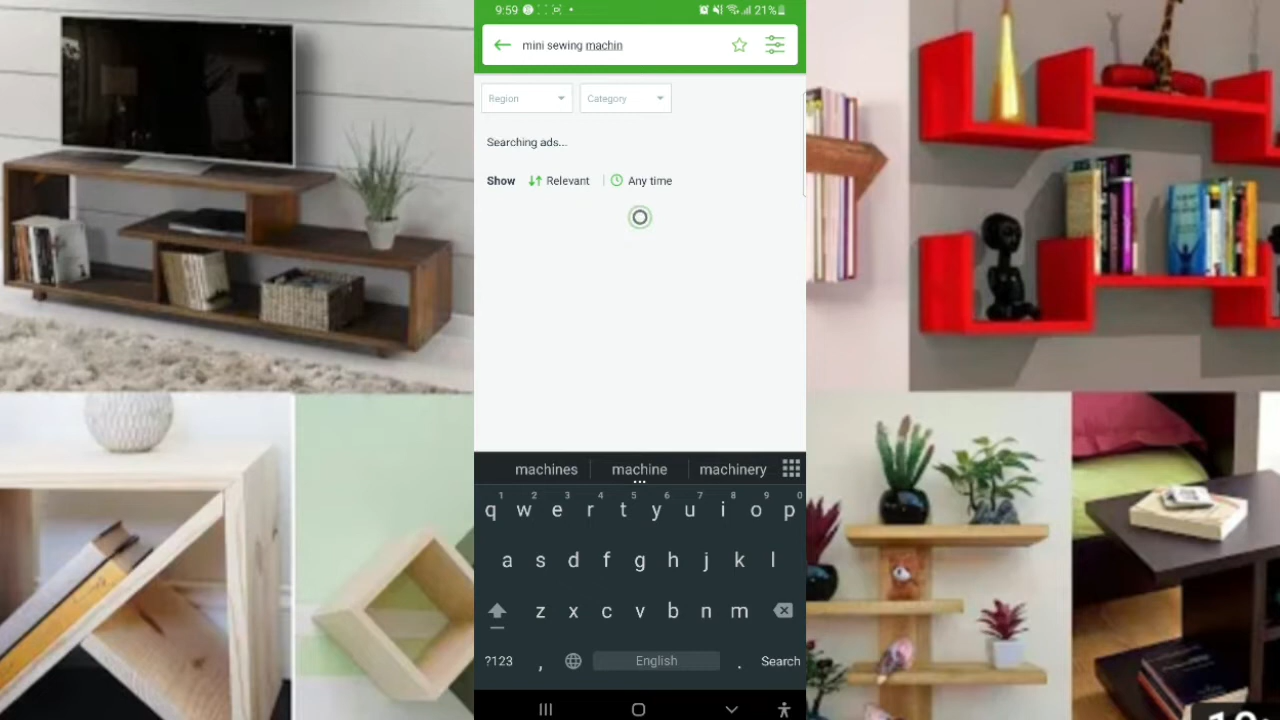 9:59
21%
mini sewing machin
Region
Category
Searching ads...
Show
Relevant
Any time
machines
machine
machinery
1 2 3 4 5 6 7 8 9 0
q w e r t y u i o p
a s d f g h j k l
z x c v b n m
?123 , English . Search